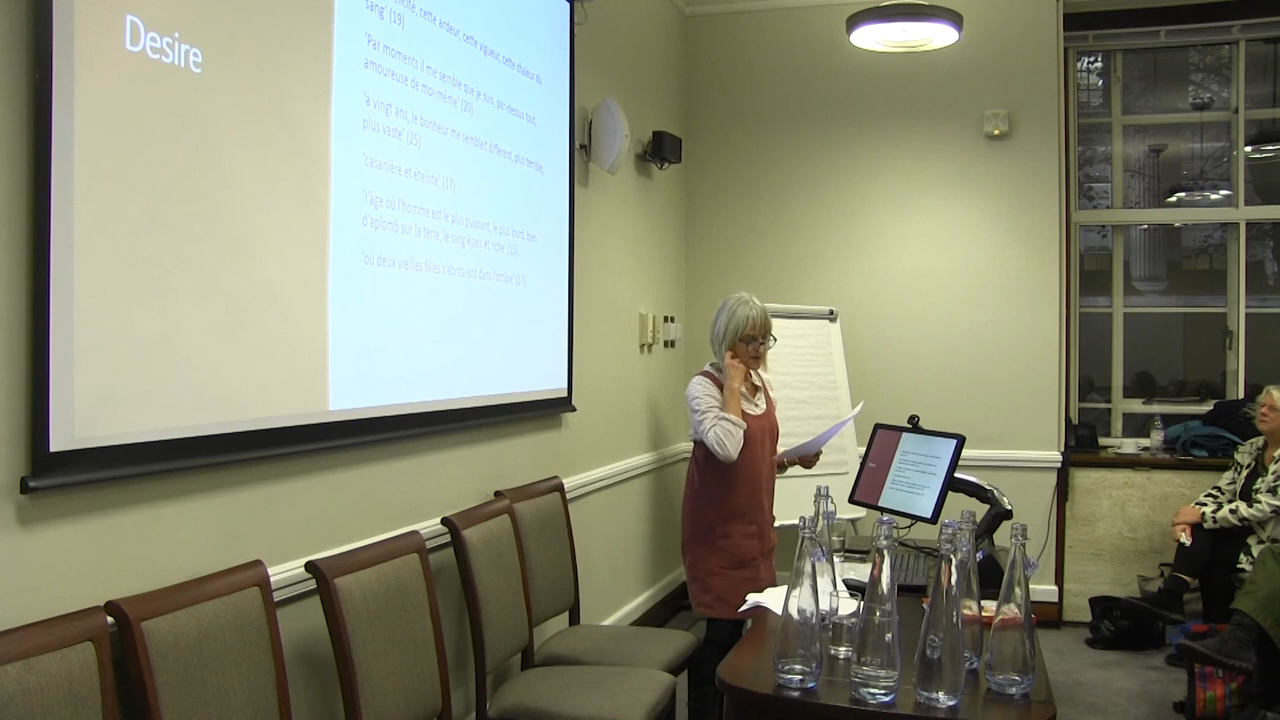 Desire
cette ardeur, cette vigueur, cette chaleur du
sang' (19)
'Par moments il me semble que je suis, par-dessus tout,
amoureuse de moi-même' (20)
'à vingt ans, le bonheur me semblait différent, plus terrible,
plus vaste' (25)
'casanière et éteinte' (17)
'l'âge où l'homme est le plus puissant, le plus lourd, bien
d'aplomb sur la terre, le sang épais et riche' (15)
'où deux vieilles filles s'abritaient dans l'ombre' (17)